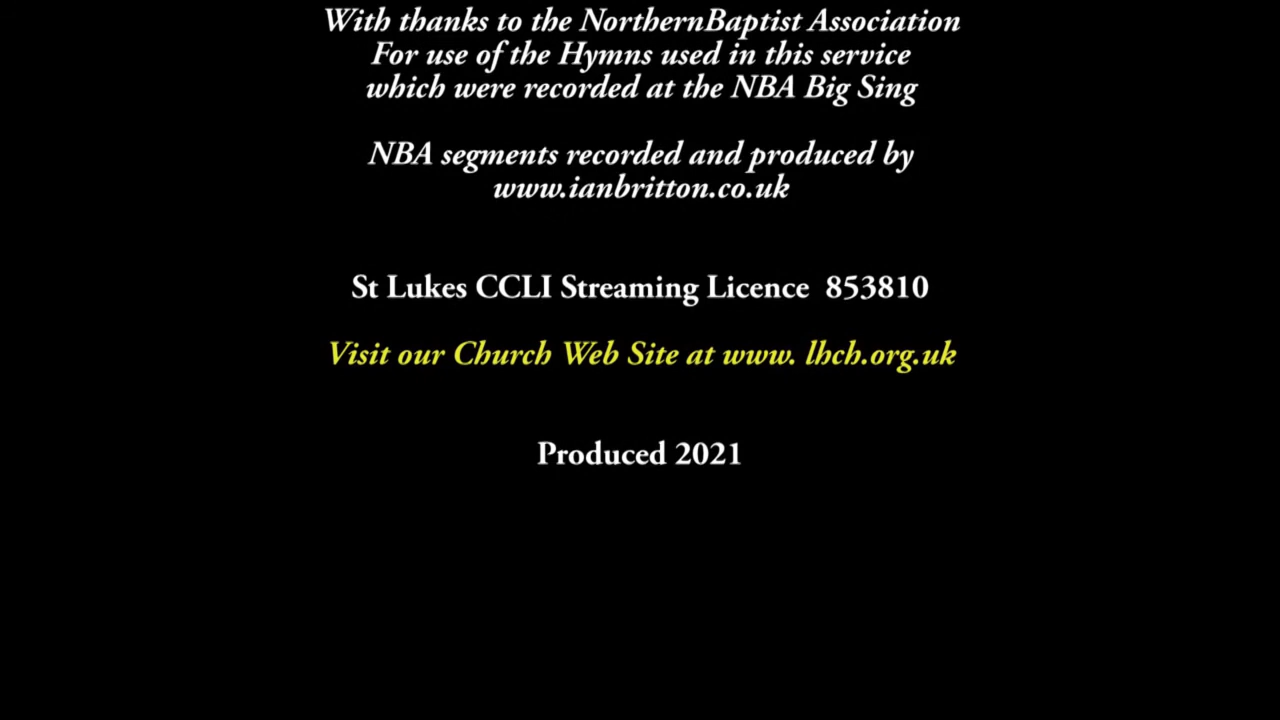 With thanks to the NorthernBaptist Association
For use of the Hymns used in this service
which were recorded at the NBA Big Sing
NBA segments recorded and produced by
www.ianbritton.co.uk
St Lukes CCLI Streaming Licence  853810
Visit our Church Web Site at www. lhch.org.uk
Produced 2021